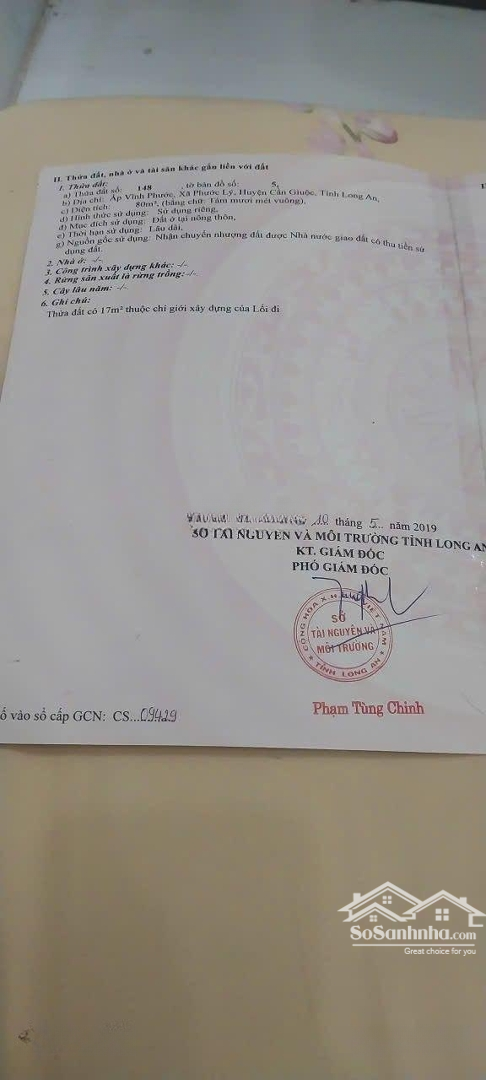 II. Thửa đất, nhà ở và tài sản khác gắn liền với đất
1. Thửa đất:
a) Thửa đất số: 148 , tờ bản đồ số: 5,
b) Địa chỉ: Ấp Vĩnh Phước, Xã Phước Lý, Huyện Cần Giuộc, Tỉnh Long An,
c) Diện tích: 80m², (bằng chữ: Tám mươi mét vuông),
d) Hình thức sử dụng: Sử dụng riêng,
đ) Mục đích sử dụng: Đất ở tại nông thôn,
e) Thời hạn sử dụng: Lâu dài,
g) Nguồn gốc sử dụng: Nhận chuyển nhượng đất được Nhà nước giao đất có thu tiền sử
dụng đất.
2. Nhà ở: -/-
3. Công trình xây dựng khác: -/-
4. Rừng sản xuất là rừng trồng: -/-
5. Cây lâu năm: -/-
6. Ghi chú:
Thửa đất có 17m² thuộc chỉ giới xây dựng của Lối đi
10 tháng 5.. năm 2019
SỞ TÀI NGUYÊN VÀ MÔI TRƯỜNG TỈNH LONG AN
KT. GIÁM ĐỐC
PHÓ GIÁM ĐỐC
CỘNG HÒA X.H.C.N VIỆT NAM
SỞ
TÀI NGUYÊN VÀ
MÔI TRƯỜNG
TỈNH LONG AN
Phạm Tùng Chinh
ố vào sổ cấp GCN: CS...09429
SoSanhnha.com
Great choice for you